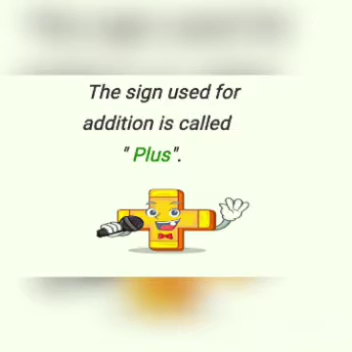 The sign used for
addition is called
" Plus".